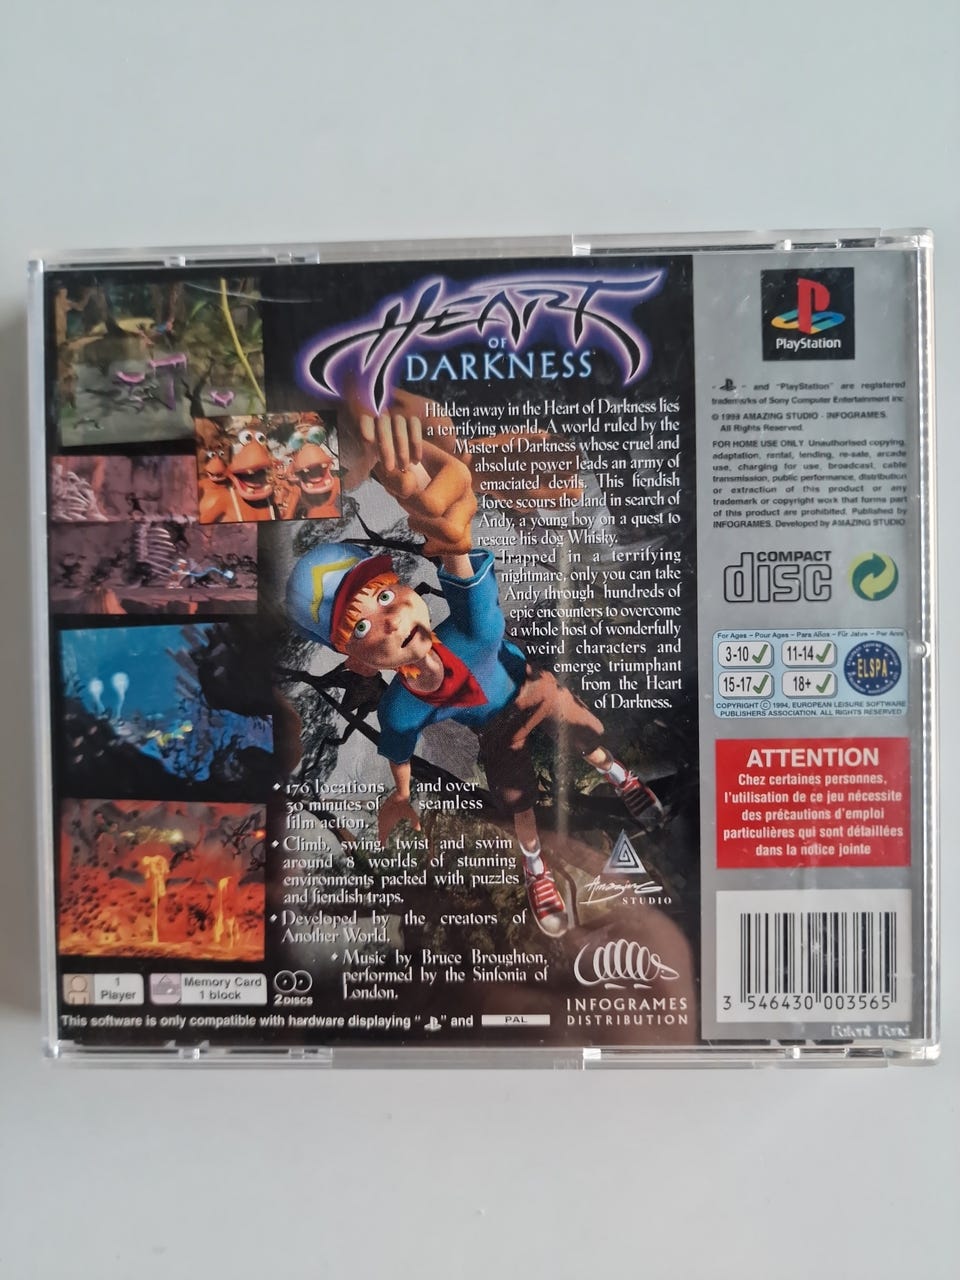 HEART
OF
DARKNESS
Hidden away in the Heart of Darkness lies
a terrifying world. A world ruled by the
Master of Darkness whose cruel and
absolute power leads an army of
emaciated devils. This fiendish
force scours the land in search of
Andy, a young boy on a quest to
rescue his dog Whisky.
Trapped in a terrifying
nightmare, only you can take
Andy through hundreds of
epic encounters to overcome
a whole host of wonderfully
weird characters and
emerge triumphant
from the Heart
of Darkness.
• 176 locations and over
30 minutes of seamless
film action.
• Climb, swing, twist and swim
around 8 worlds of stunning
environments packed with puzzles
and fiendish traps.
• Developed by the creators of
Another World.
• Music by Bruce Broughton,
performed by the Sinfonia of
London.
Amazing
STUDIO
INFOGRAMES
DISTRIBUTION
1
Player
Memory Card
1 block
2 DISCS
This software is only compatible with hardware displaying " " and PAL
PlayStation
" " and "PlayStation" are registered
trademarks of Sony Computer Entertainment Inc.
© 1998 AMAZING STUDIO - INFOGRAMES.
All Rights Reserved.
FOR HOME USE ONLY. Unauthorised copying,
adaptation, rental, lending, re-sale, arcade
use, charging for use, broadcast, cable
transmission, public performance, distribution
or extraction of this product or any
trademark or copyright work that forms part
of this product are prohibited. Published by
INFOGRAMES. Developed by AMAZING STUDIO
COMPACT
disc
For Ages – Pour Ages – Para Años – Für Jahre – Per Anni
3-10 11-14
15-17 18+
ELSPA
COPYRIGHT © 1994, EUROPEAN LEISURE SOFTWARE
PUBLISHERS ASSOCIATION. ALL RIGHTS RESERVED
ATTENTION
Chez certaines personnes,
l'utilisation de ce jeu nécessite
des précautions d'emploi
particulières qui sont détaillées
dans la notice jointe
3 546430 003565
Patent Pend